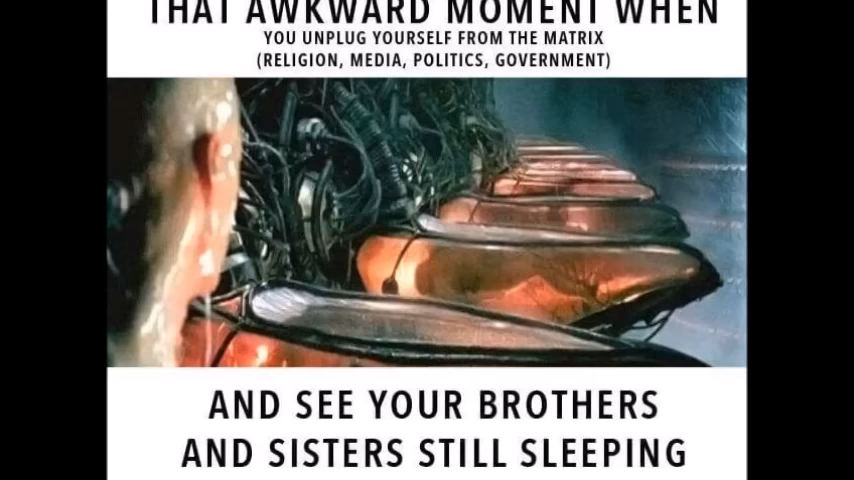 THAT AWKWARD MOMENT WHEN
YOU UNPLUG YOURSELF FROM THE MATRIX
(RELIGION, MEDIA, POLITICS, GOVERNMENT)
AND SEE YOUR BROTHERS
AND SISTERS STILL SLEEPING